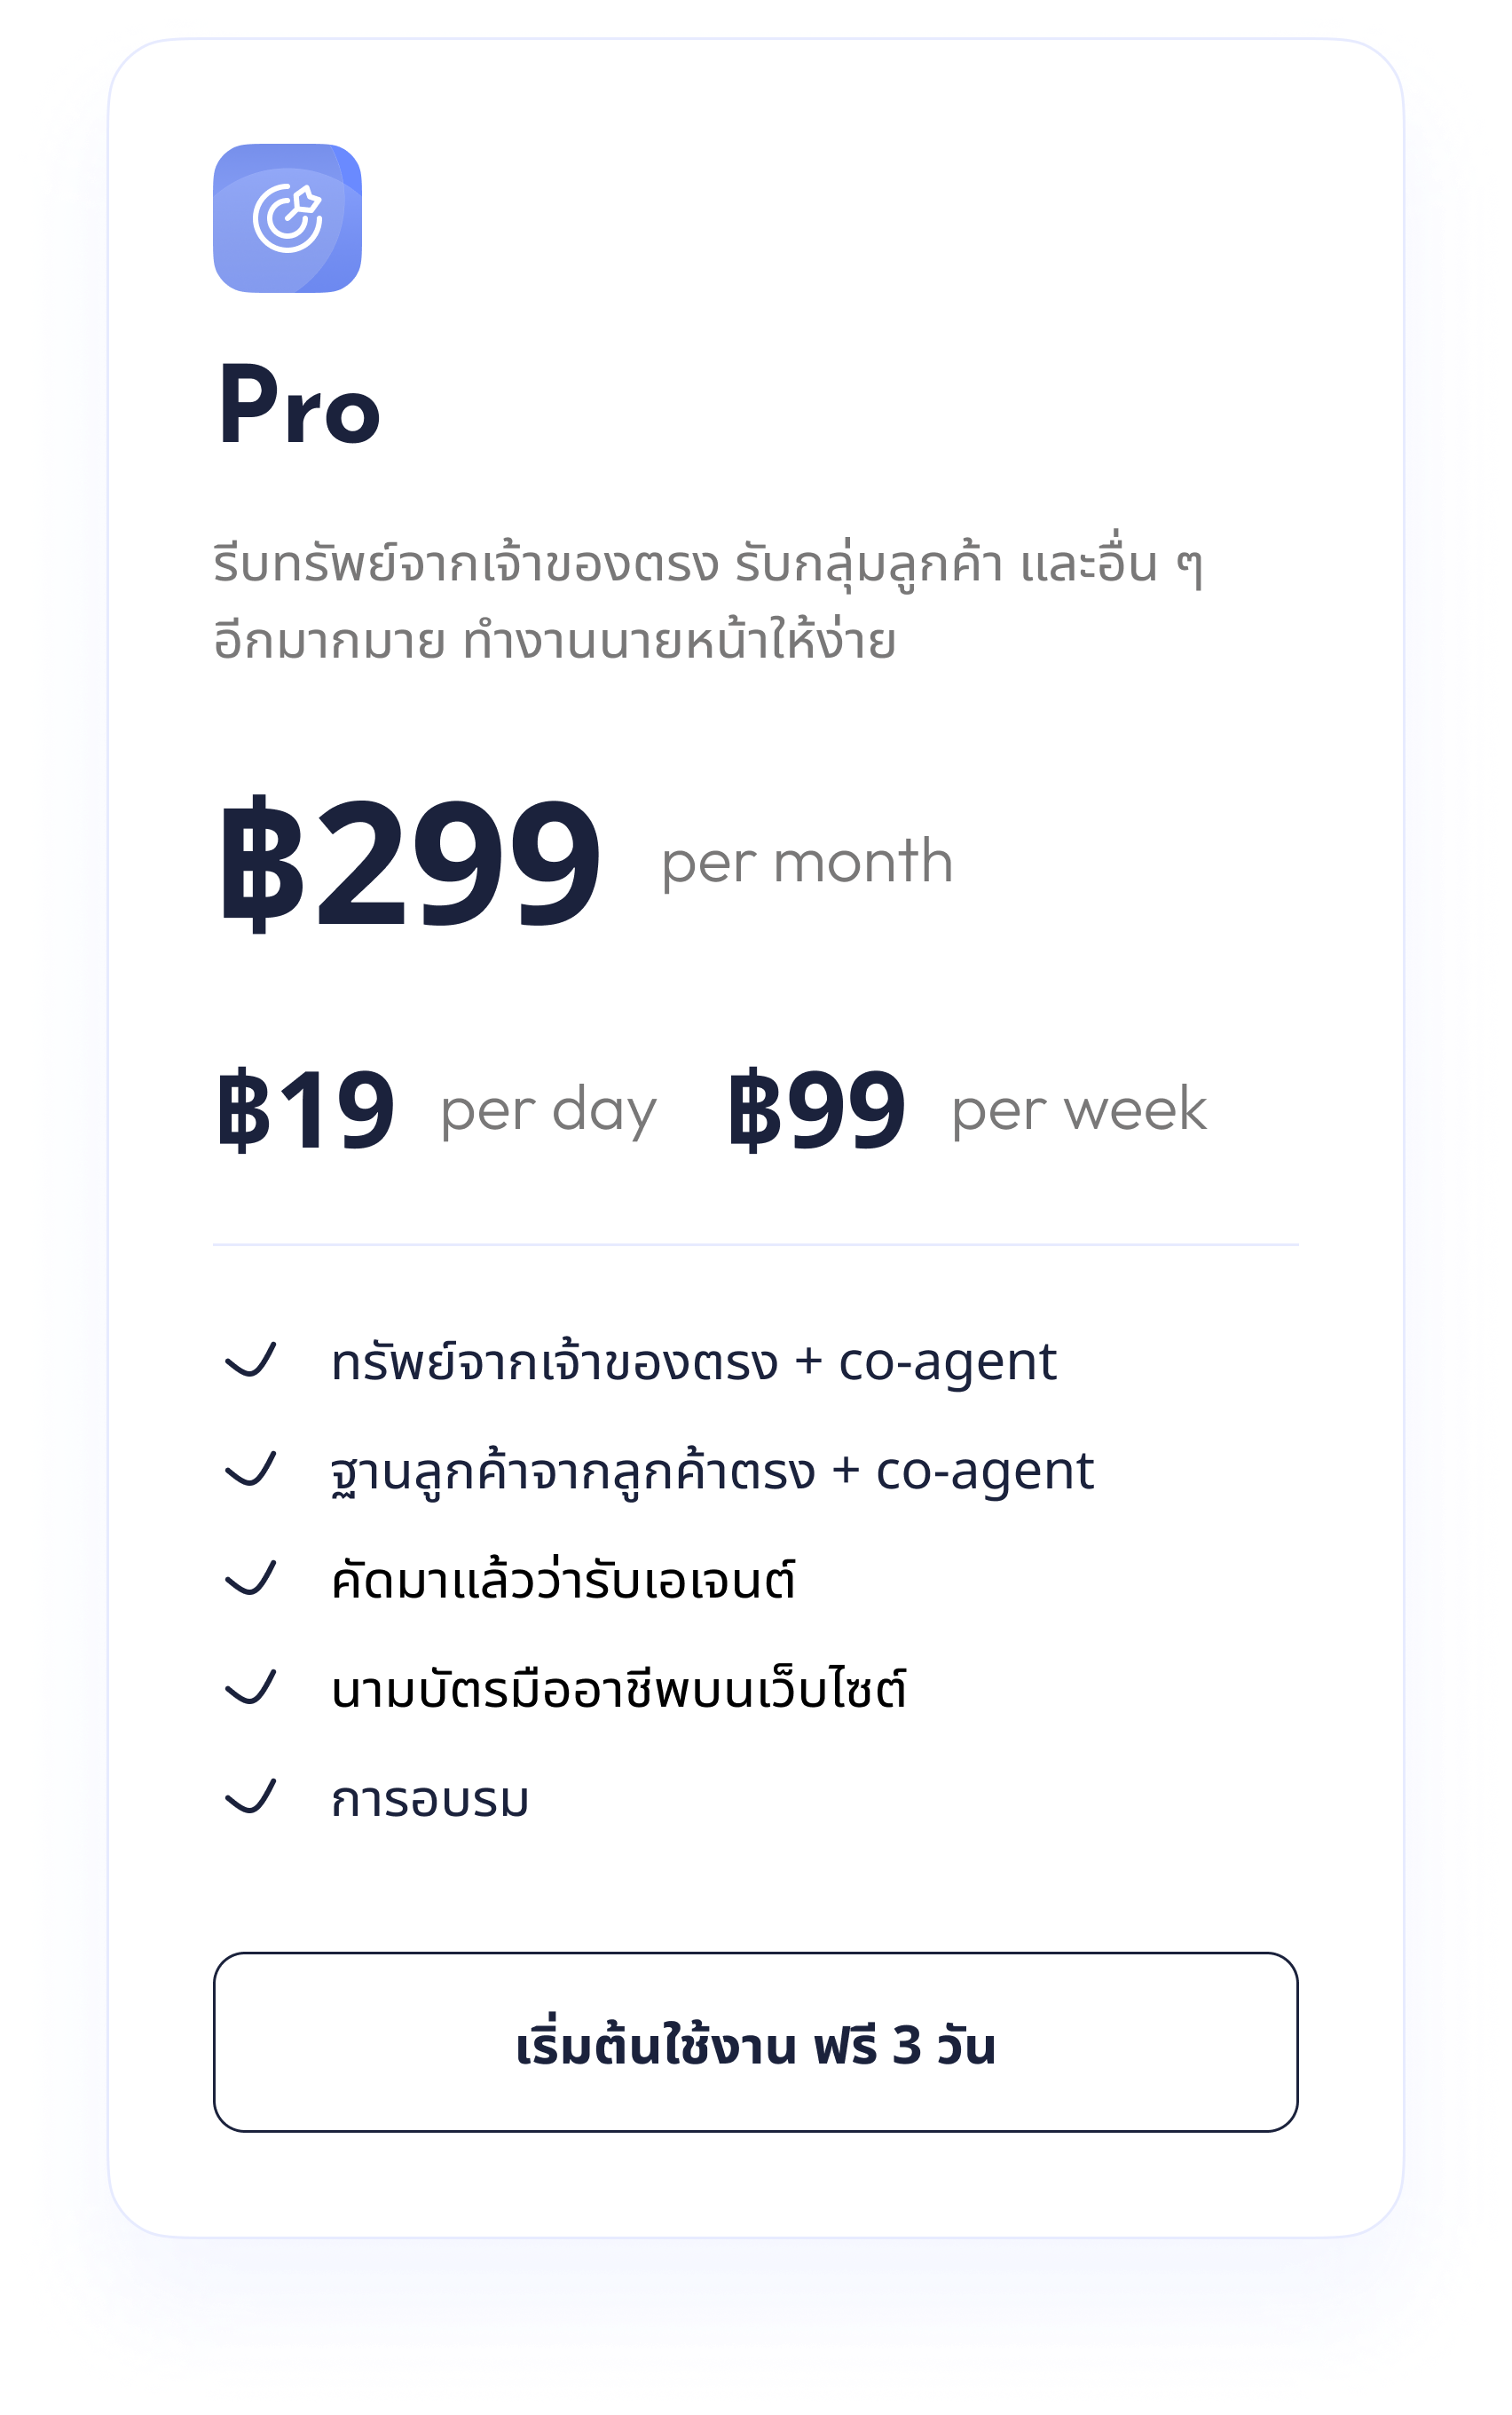 Pro
รีบทรัพย์จากเจ้าของตรง รับกลุ่มลูกค้า และอื่น ๆ
อีกมากมาย ทำงานนายหน้าให้ง่าย
฿299 per month
฿19 per day ฿99 per week
ทรัพย์จากเจ้าของตรง + co-agent
ฐานลูกค้าจากลูกค้าตรง + co-agent
คัดมาแล้วว่ารับเอเจนต์
นามบัตรมืออาชีพบนเว็บไซต์
การอบรม
เริ่มต้นใช้งาน ฟรี 3 วัน